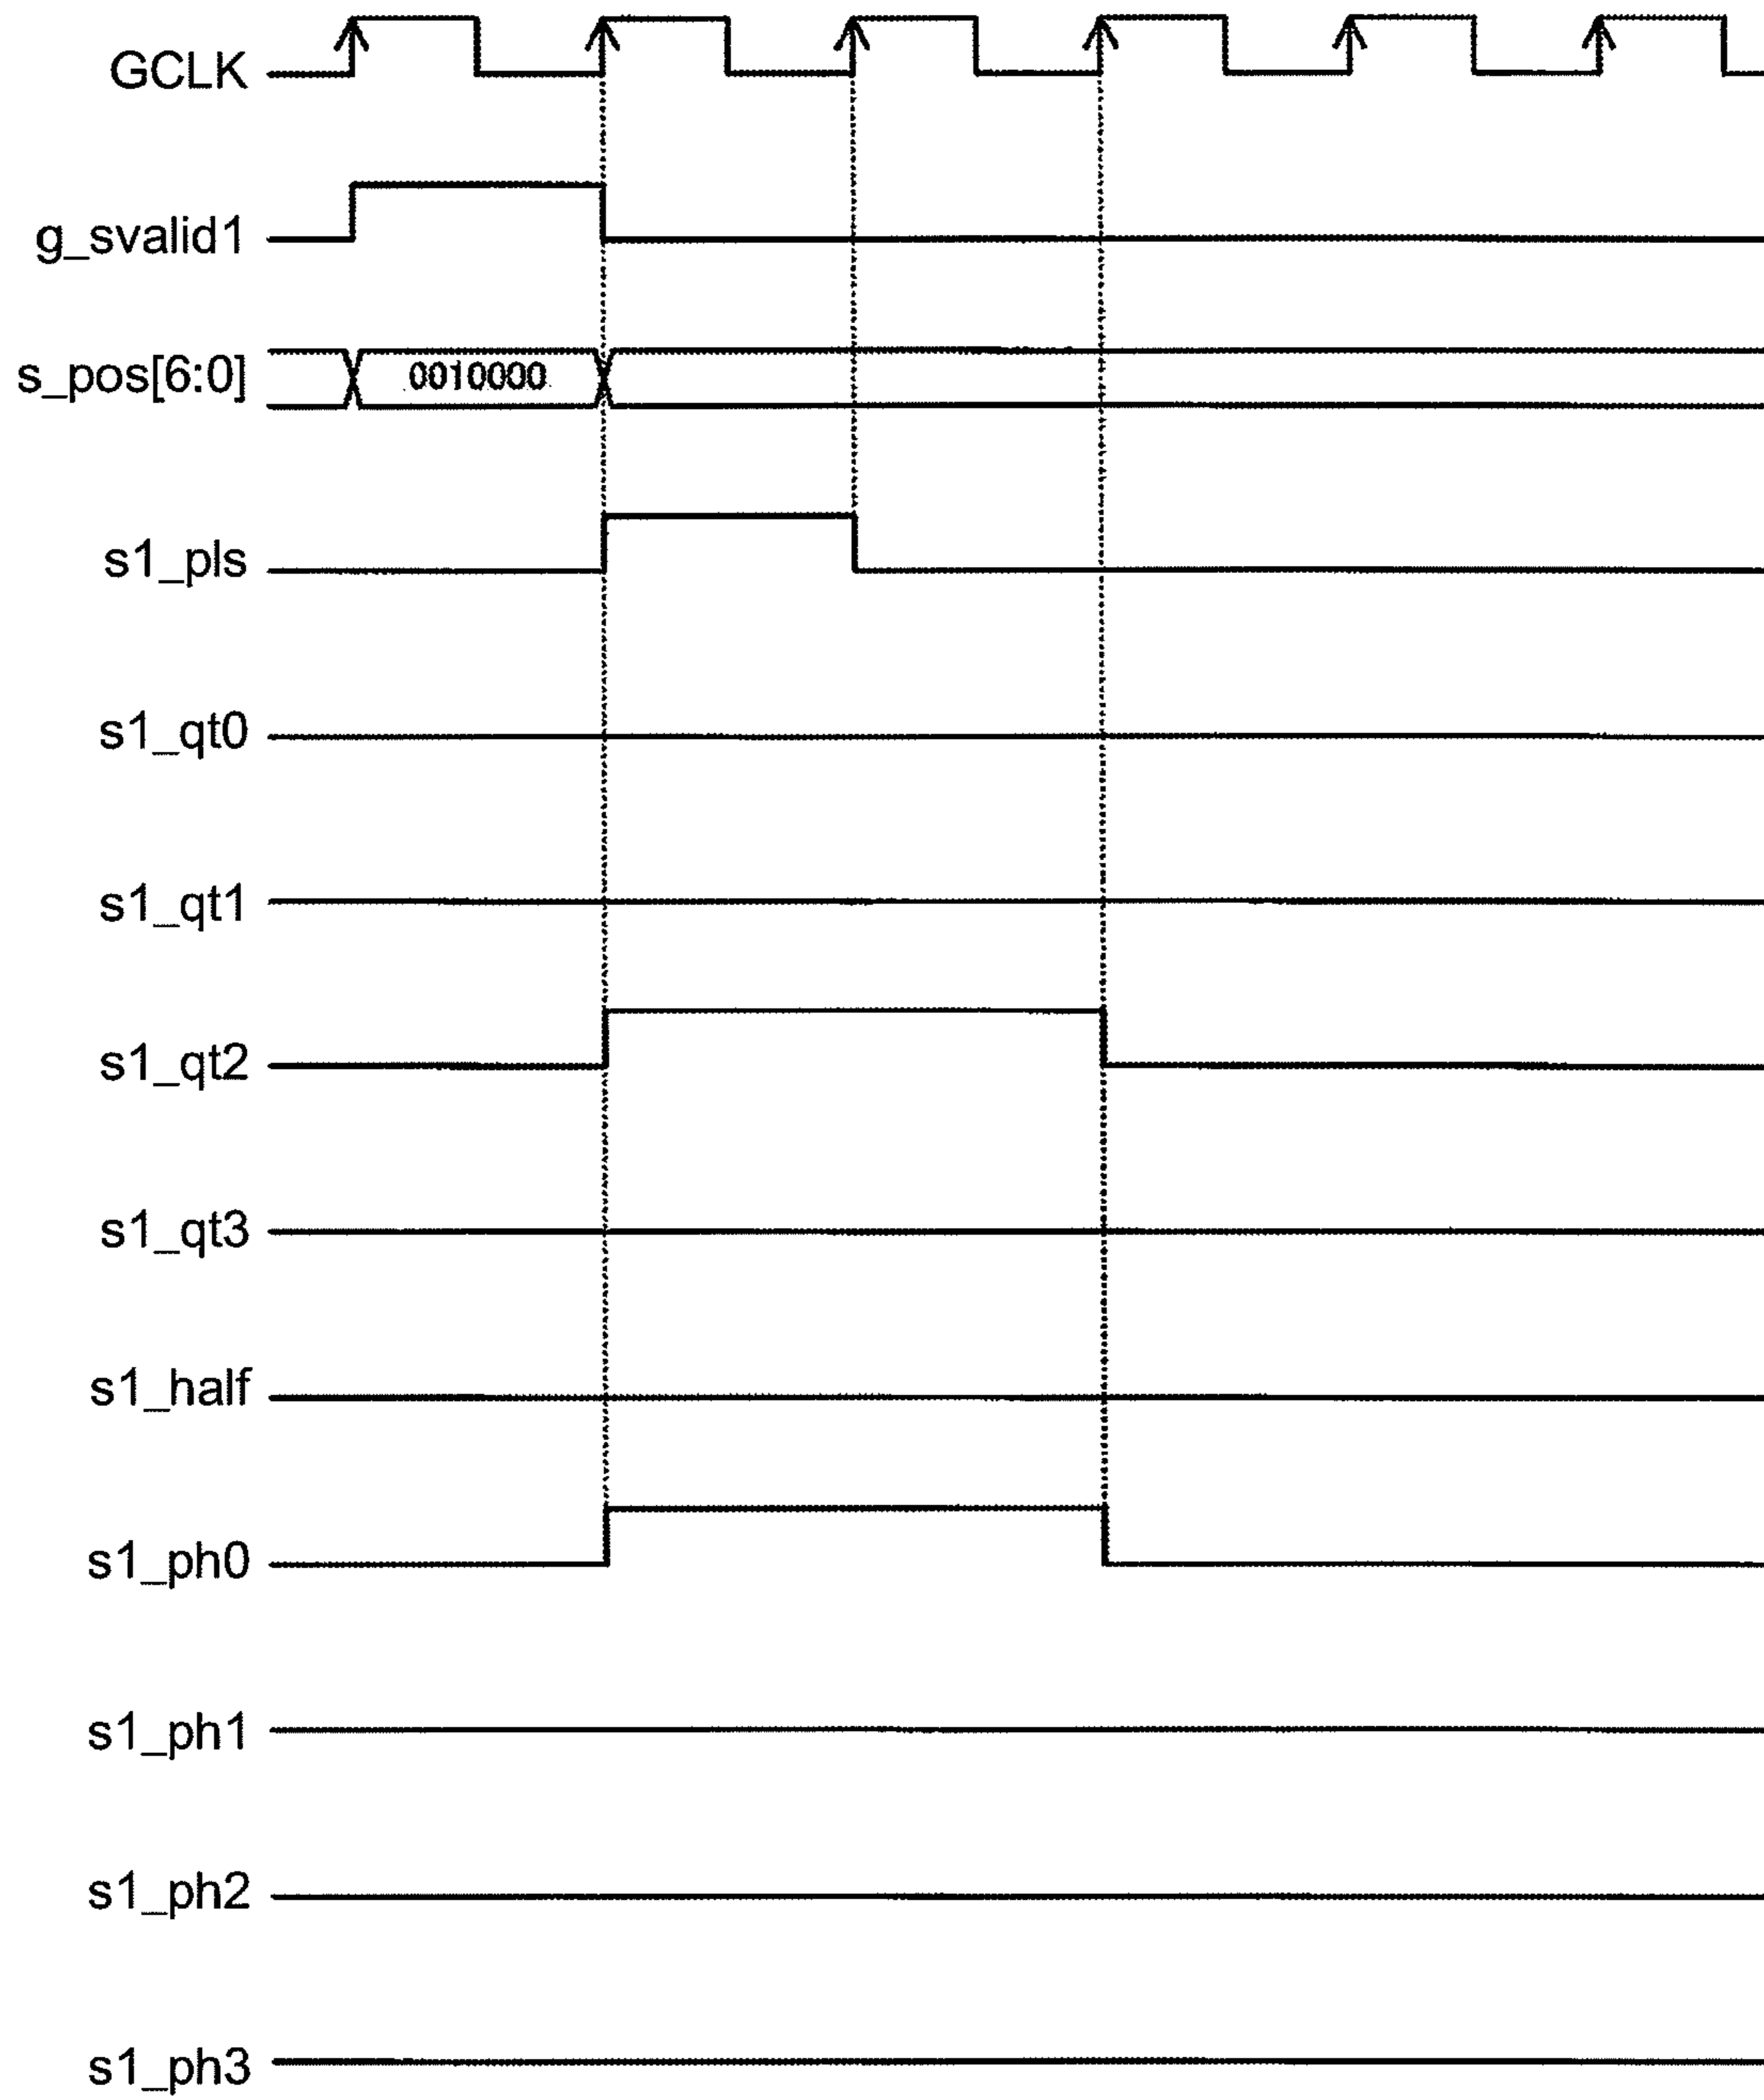 GCLK
g_svalid1
s_pos[6:0]
0010000
s1_pls
s1_qt0
s1_qt1
s1_qt2
s1_qt3
s1_half
s1_ph0
s1_ph1
s1_ph2
s1_ph3